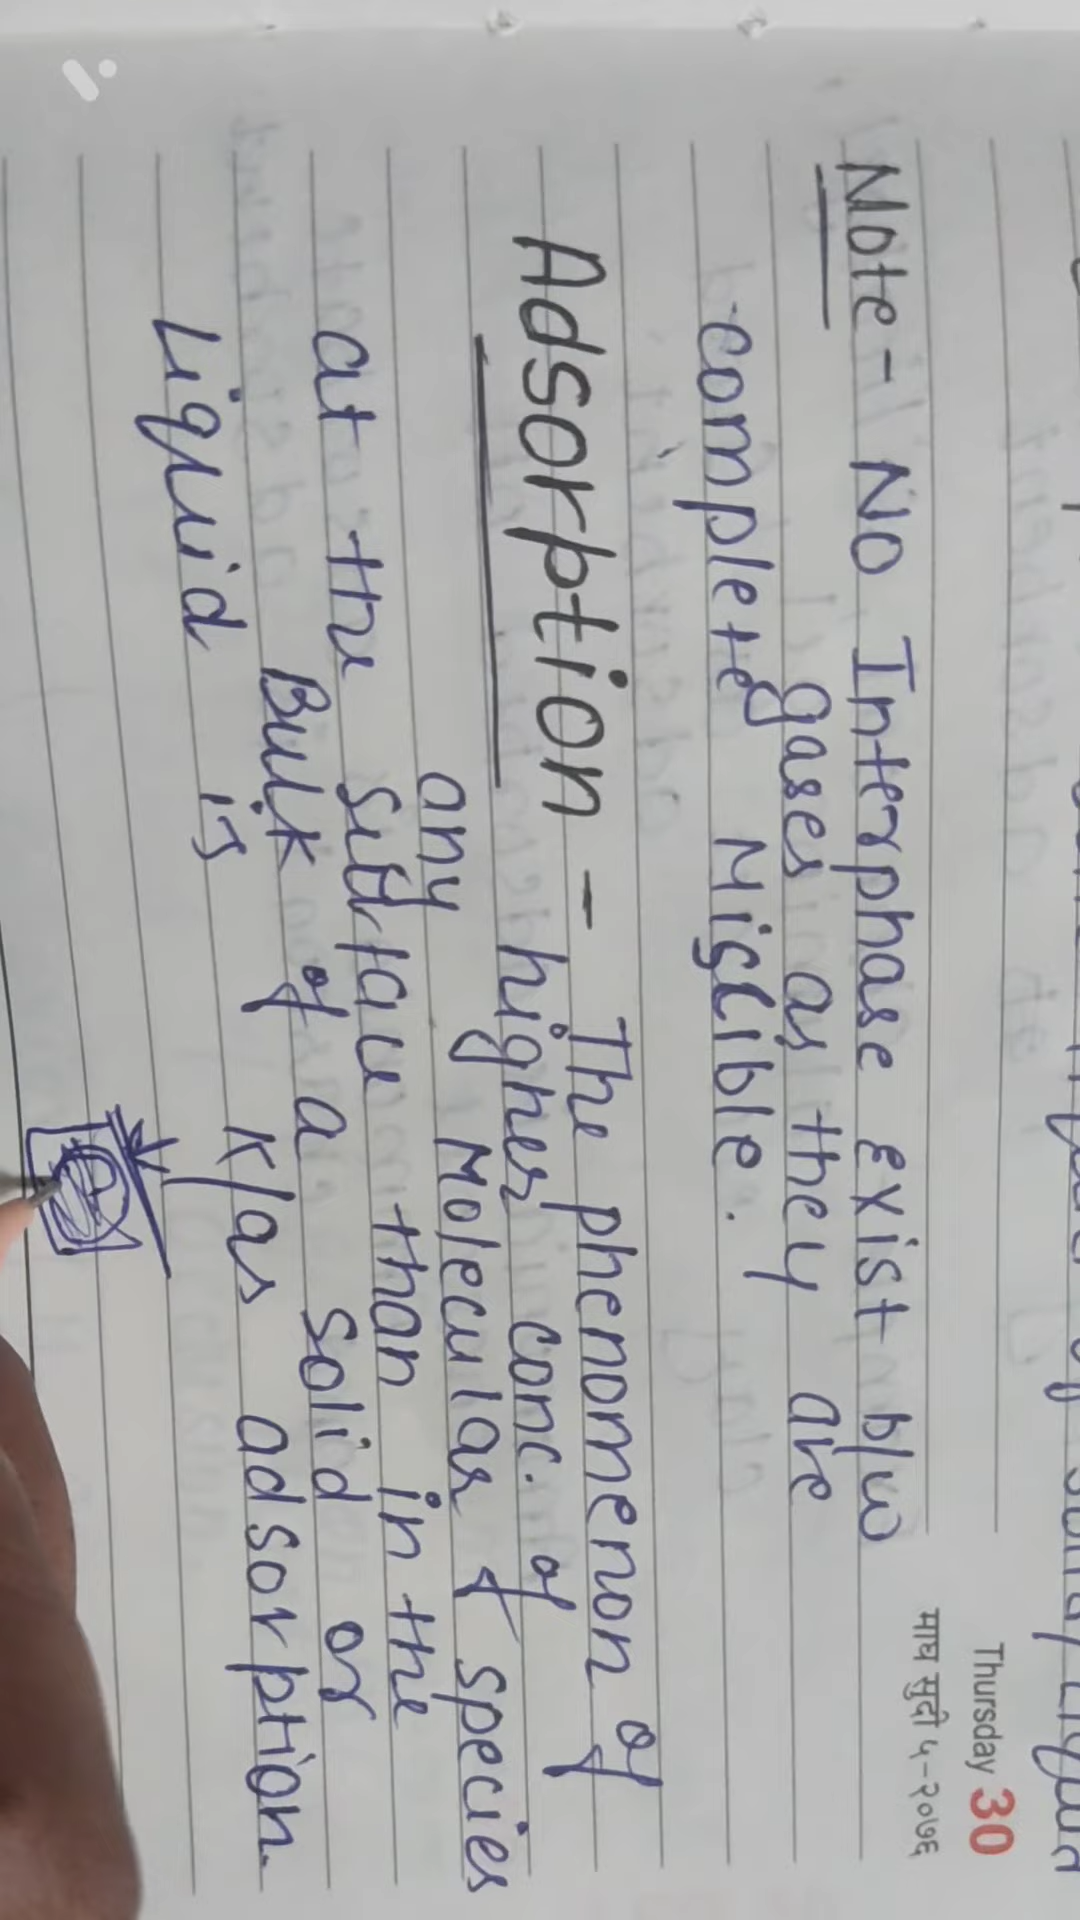 Thursday 30
माघ सुदी ५-२०७६
Note- No Interphase exist b/w
gases as they are
complete Miscible.
Adsorption - The phenomenon of
higher conc. of
any Molecular & species
at the surface than in the
Bulk of a solid or
Liquid is K/as adsorption.